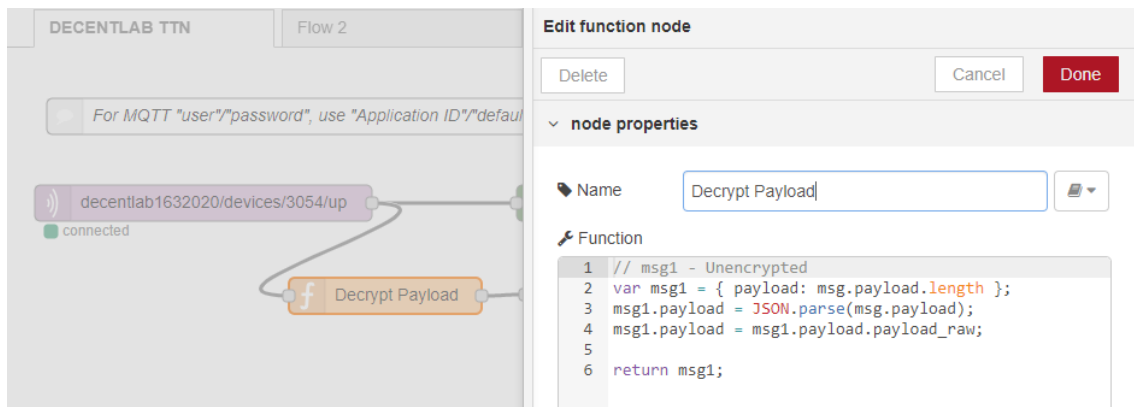 DECENTLAB TTN
Flow 2
For MQTT "user"/"password", use "Application ID"/"defaul
decentlab1632020/devices/3054/up
connected
Decrypt Payload
Edit function node
Delete
Cancel
Done
node properties
Name
Decrypt Payload
Function
1 // msg1 - Unencrypted
2 var msg1 = { payload: msg.payload.length };
3 msg1.payload = JSON.parse(msg.payload);
4 msg1.payload = msg1.payload.payload_raw;
5
6 return msg1;